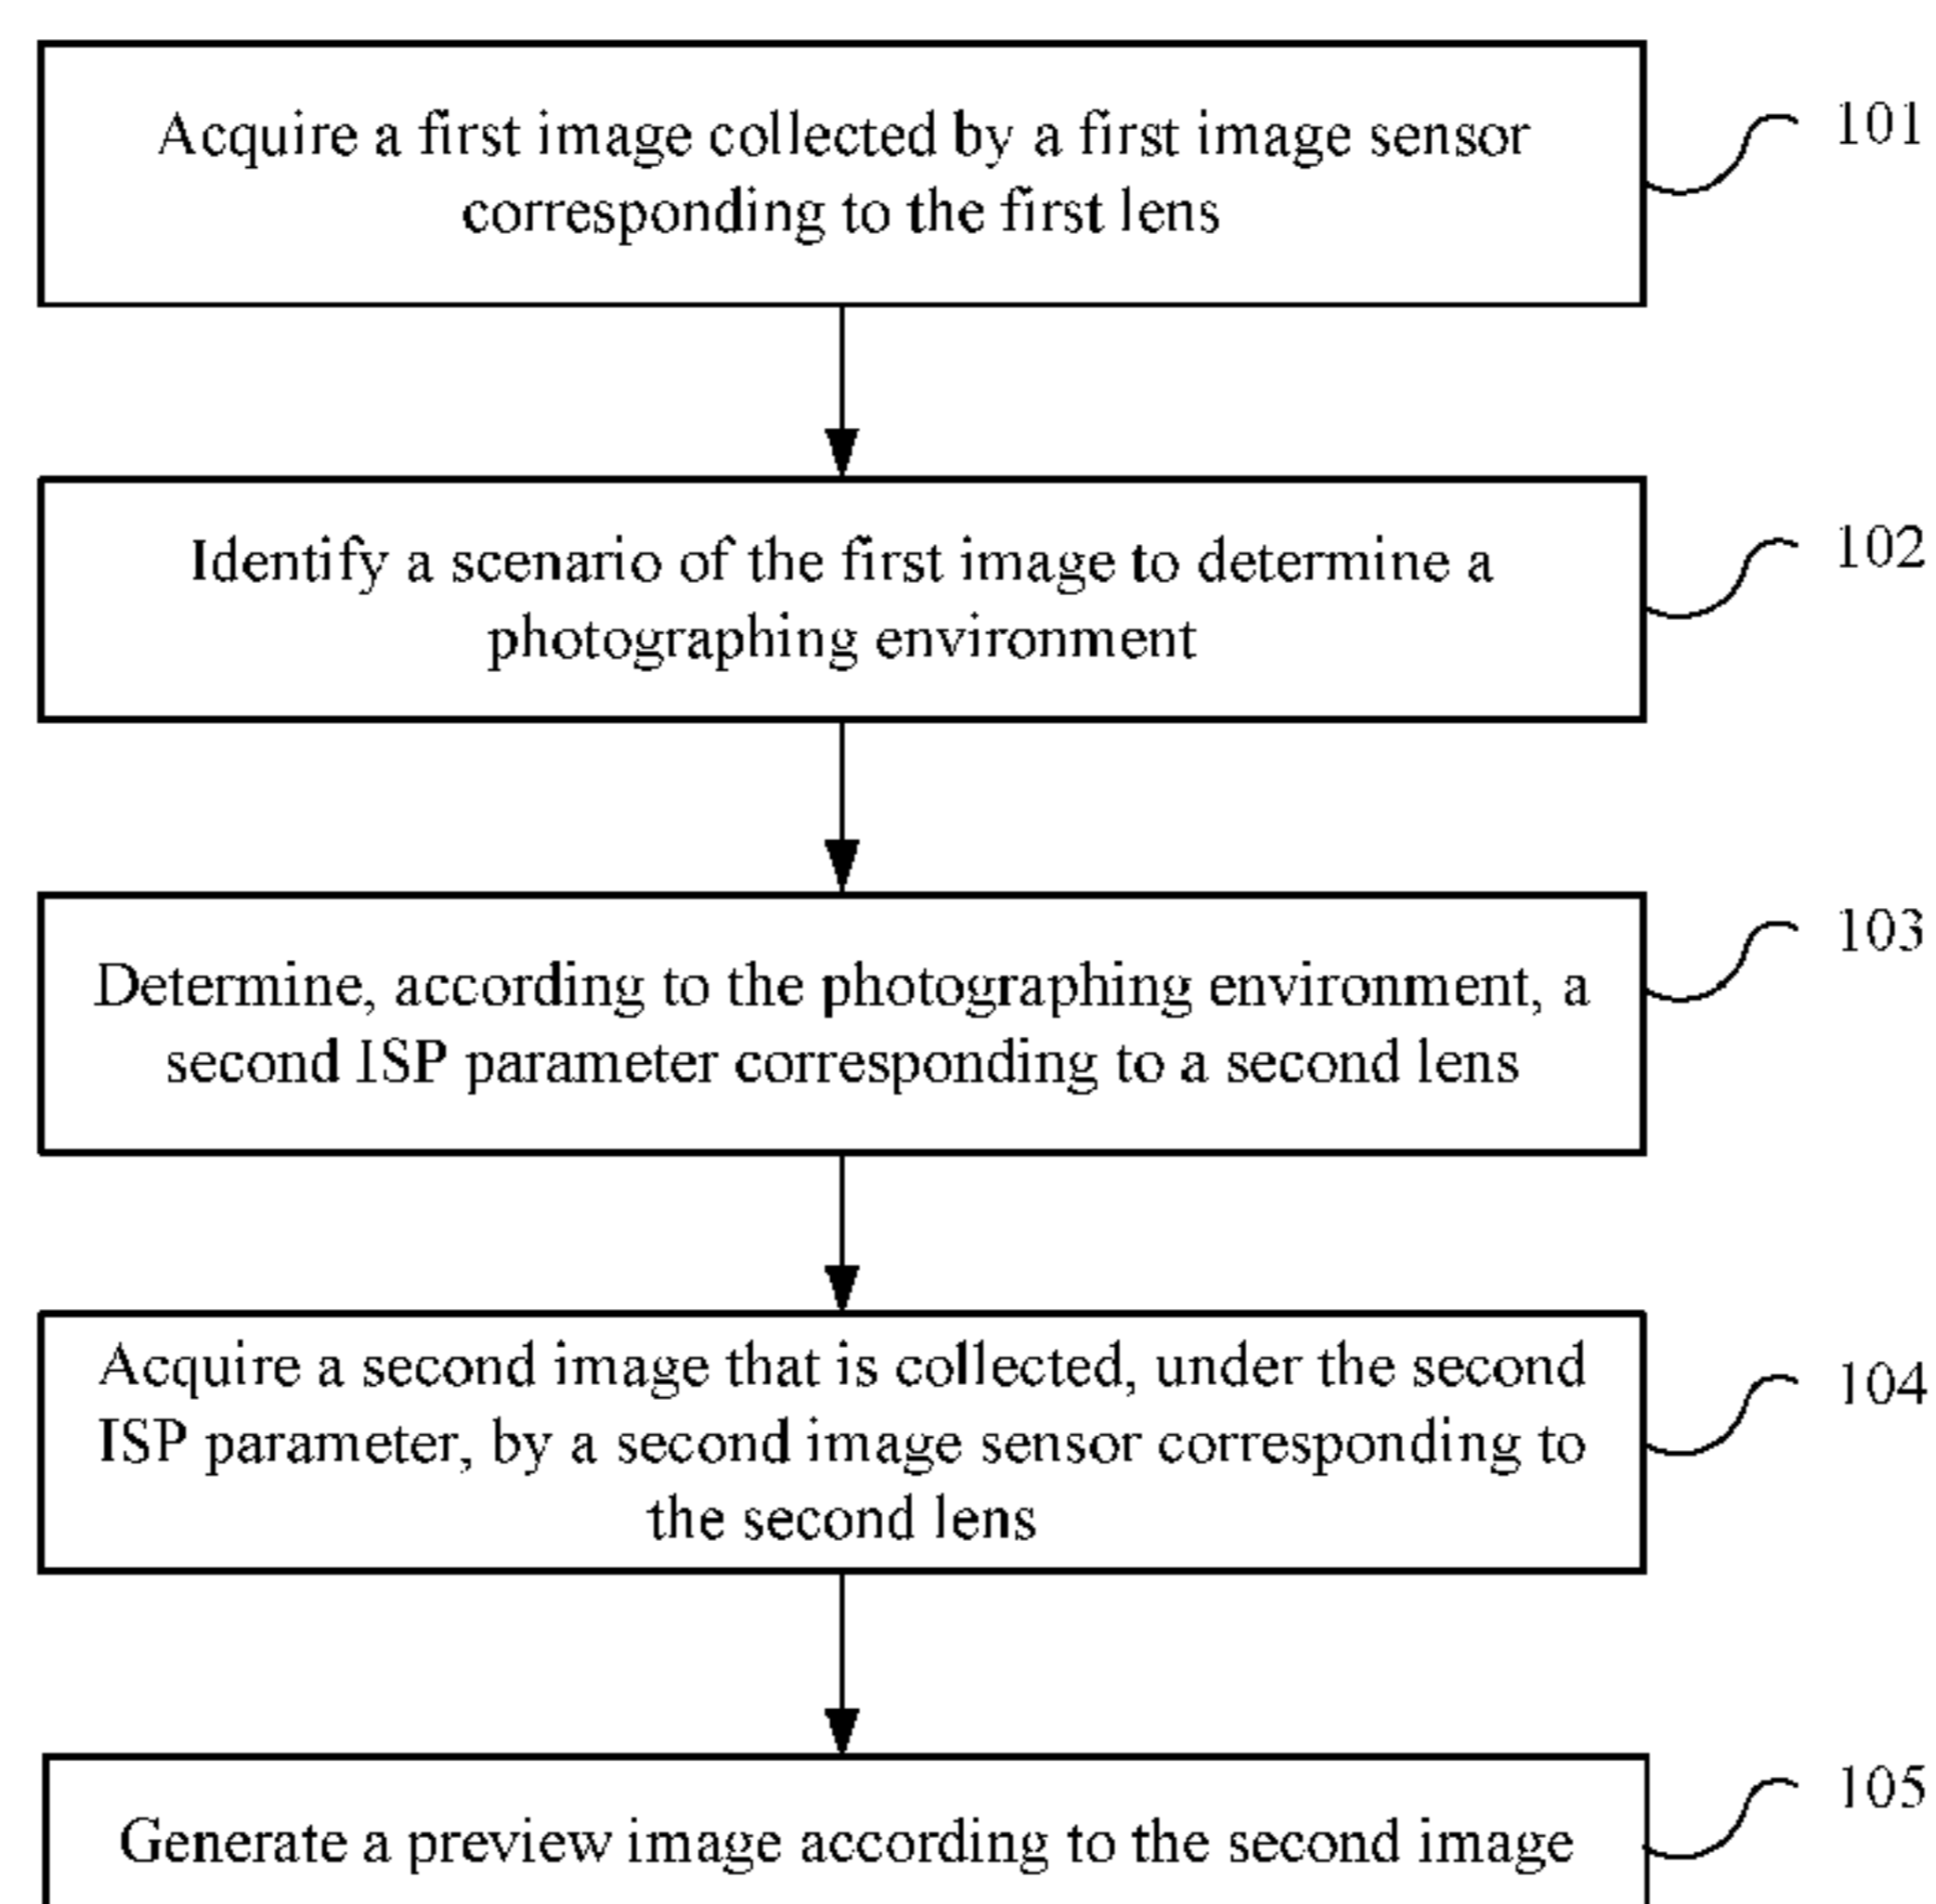 Acquire a first image collected by a first image sensor
corresponding to the first lens
101
Identify a scenario of the first image to determine a
photographing environment
102
Determine, according to the photographing environment, a
second ISP parameter corresponding to a second lens
103
Acquire a second image that is collected, under the second
ISP parameter, by a second image sensor corresponding to
the second lens
104
Generate a preview image according to the second image
105